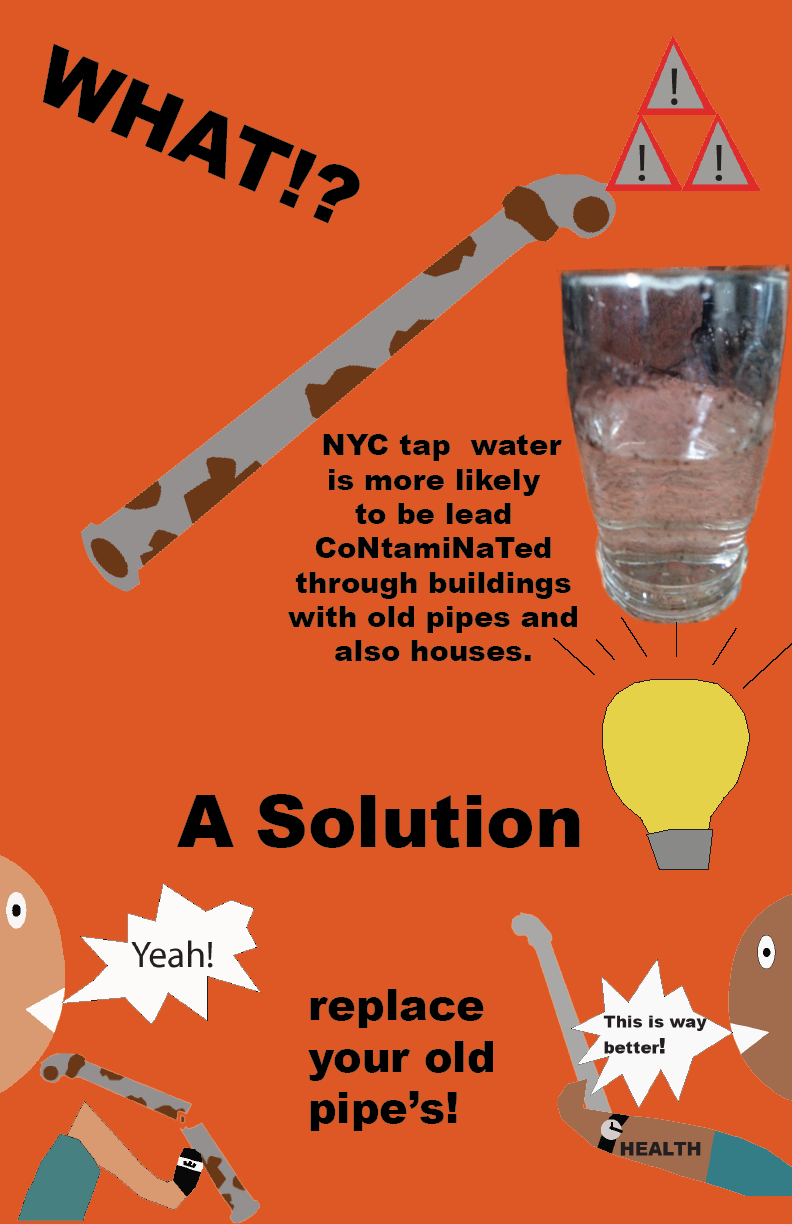 WHAT!?
!
! !
NYC tap water
is more likely
to be lead
CoNtamiNaTed
through buildings
with old pipes and
also houses.
A Solution
Yeah!
replace
your old
pipe's!
This is way
better!
HEALTH